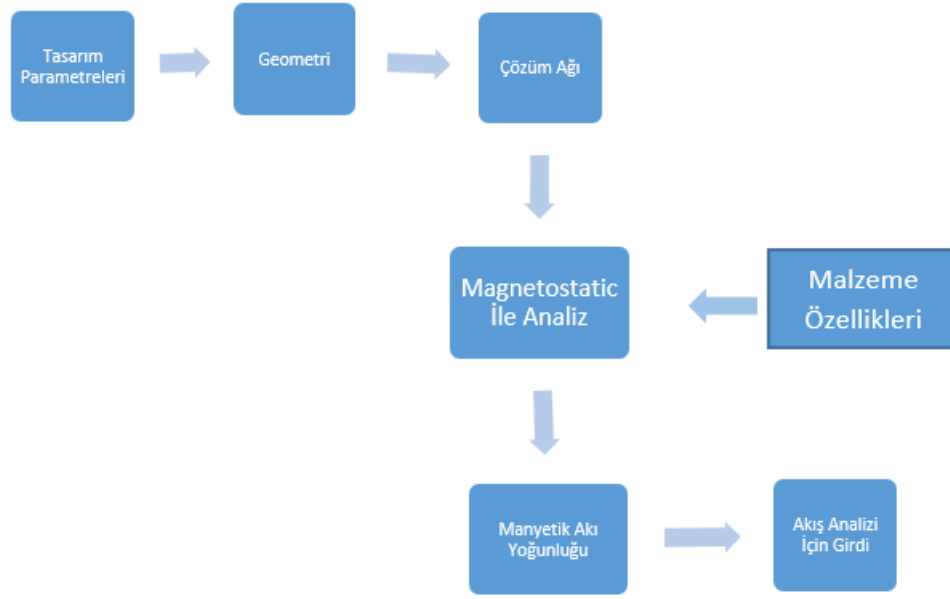 Tasarım
Parametreleri
Geometri
Çözüm Ağı
Magnetostatic
İle Analiz
Malzeme
Özellikleri
Manyetik Akı
Yoğunluğu
Akış Analizi
İçin Girdi